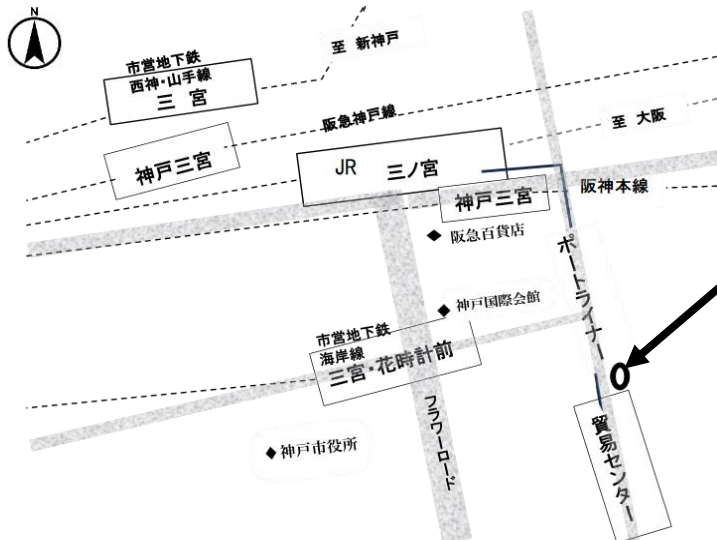 N
至 新神戸
市営地下鉄
西神・山手線
三 宮
阪急神戸線
至 大阪
神戸三宮
JR 三ノ宮
神戸三宮
阪神本線
◆ 阪急百貨店
ポートライナー
◆ 神戸国際会館
市営地下鉄
海岸線
三宮・花時計前
フラワーロード
◆ 神戸市役所
貿易センター